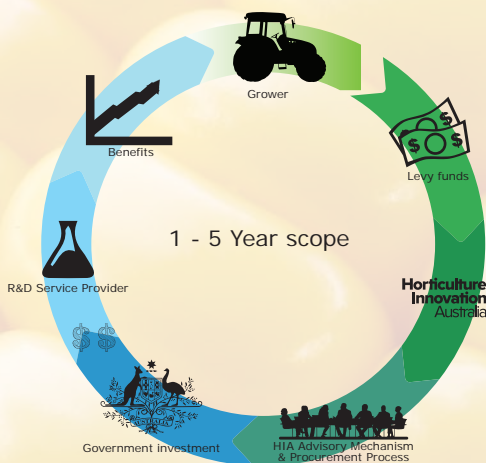 Grower
$
$ $
Levy funds
Horticulture
Innovation
Australia
HIA Advisory Mechanism
& Procurement Process
Government investment
$ $
R&D Service Provider
Benefits
1 - 5 Year scope